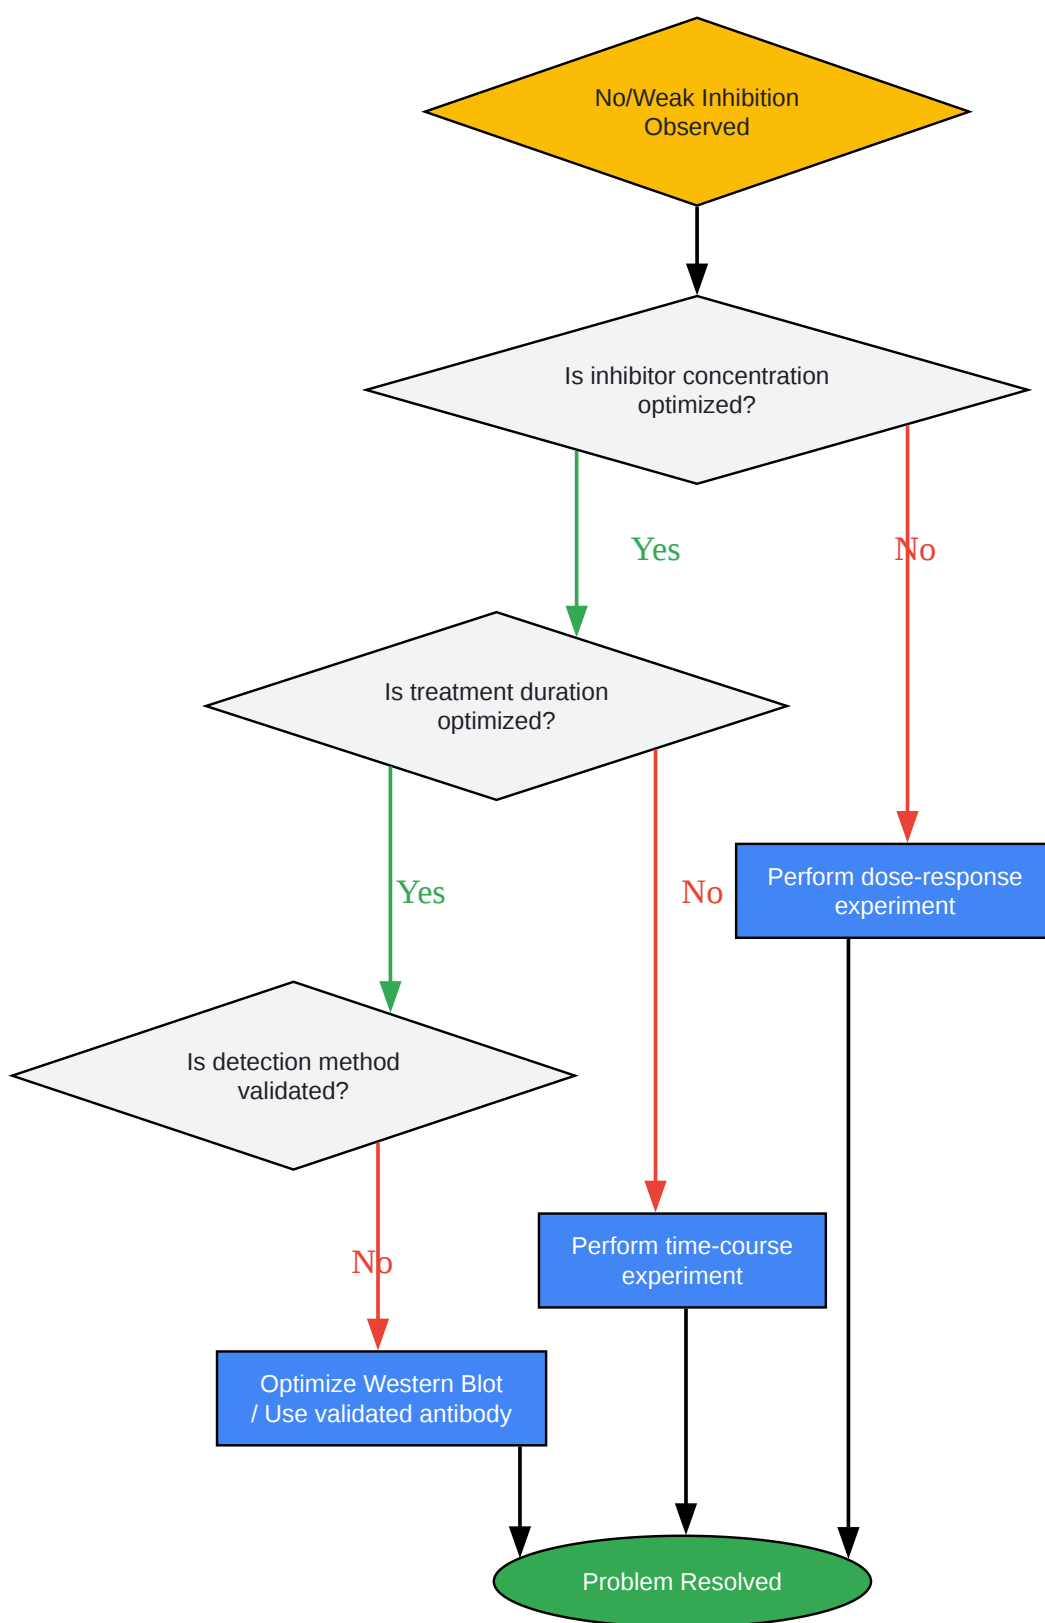 No/Weak Inhibition
Observed
Is inhibitor concentration
optimized?
Yes
No
Is treatment duration
optimized?
Yes
No
Perform dose-response
experiment
Is detection method
validated?
No
Perform time-course
experiment
Optimize Western Blot
/ Use validated antibody
Problem Resolved